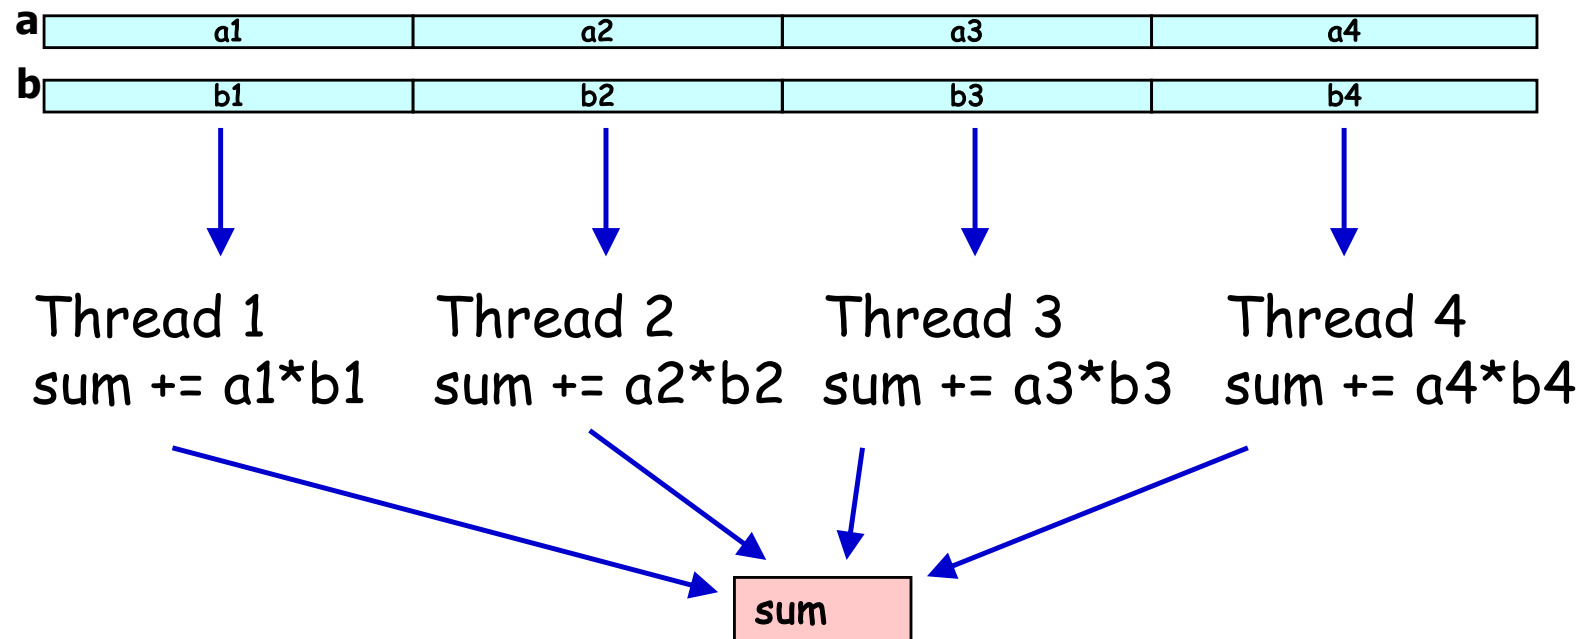 a a1 a2 a3 a4
b b1 b2 b3 b4
Thread 1 Thread 2 Thread 3 Thread 4
sum += a1*b1 sum += a2*b2 sum += a3*b3 sum += a4*b4
sum